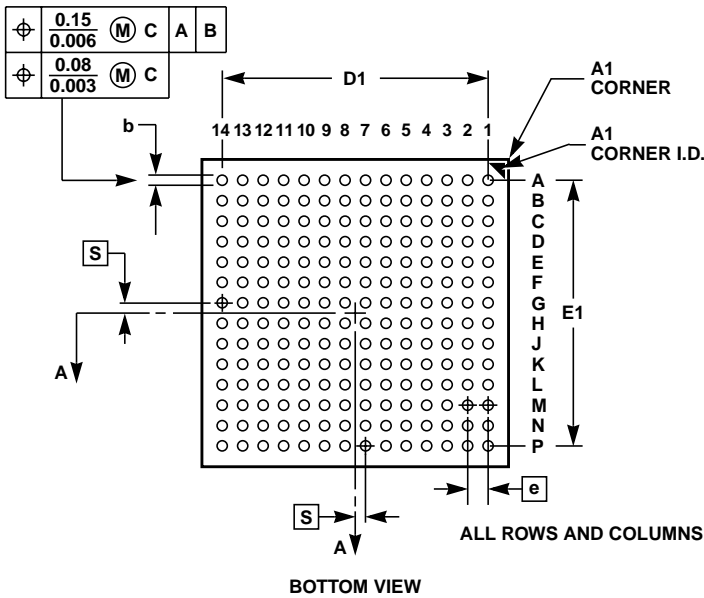 ⌖ 0.15 Ⓜ C A B
0.006
⌖ 0.08 Ⓜ C
0.003
D1
A1
CORNER
b
14 13 12 11 10 9 8 7 6 5 4 3 2 1
A1
CORNER I.D.
A
B
C
D
E
F
G
H
J
K
L
M
N
P
S
E1
A
e
S
ALL ROWS AND COLUMNS
A
BOTTOM VIEW